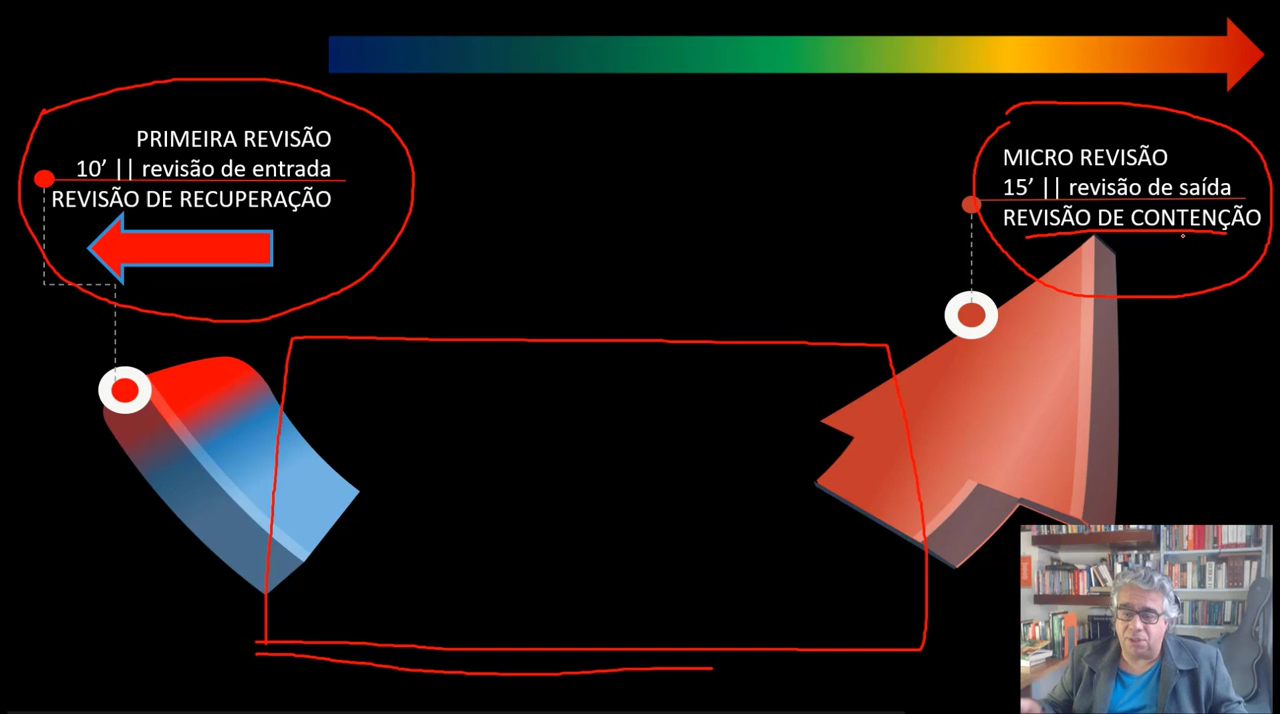 PRIMEIRA REVISÃO
10’ || revisão de entrada
REVISÃO DE RECUPERAÇÃO
MICRO REVISÃO
15’ || revisão de saída
REVISÃO DE CONTENÇÃO